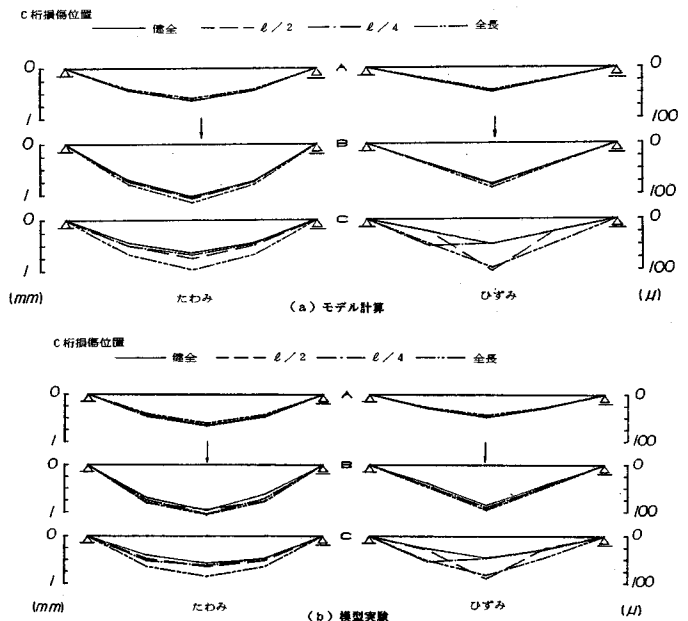 C桁損傷位置
健全 ℓ/2 ℓ/4 全長
0 A 0
1 100
0 B 0
1 100
0 C 0
1 100
(mm) たわみ ひずみ (μ)
(a) モデル計算
C桁損傷位置
健全 ℓ/2 ℓ/4 全長
0 A 0
1 100
0 B 0
1 100
0 C 0
1 100
(mm) たわみ ひずみ (μ)
(b) 模型実験